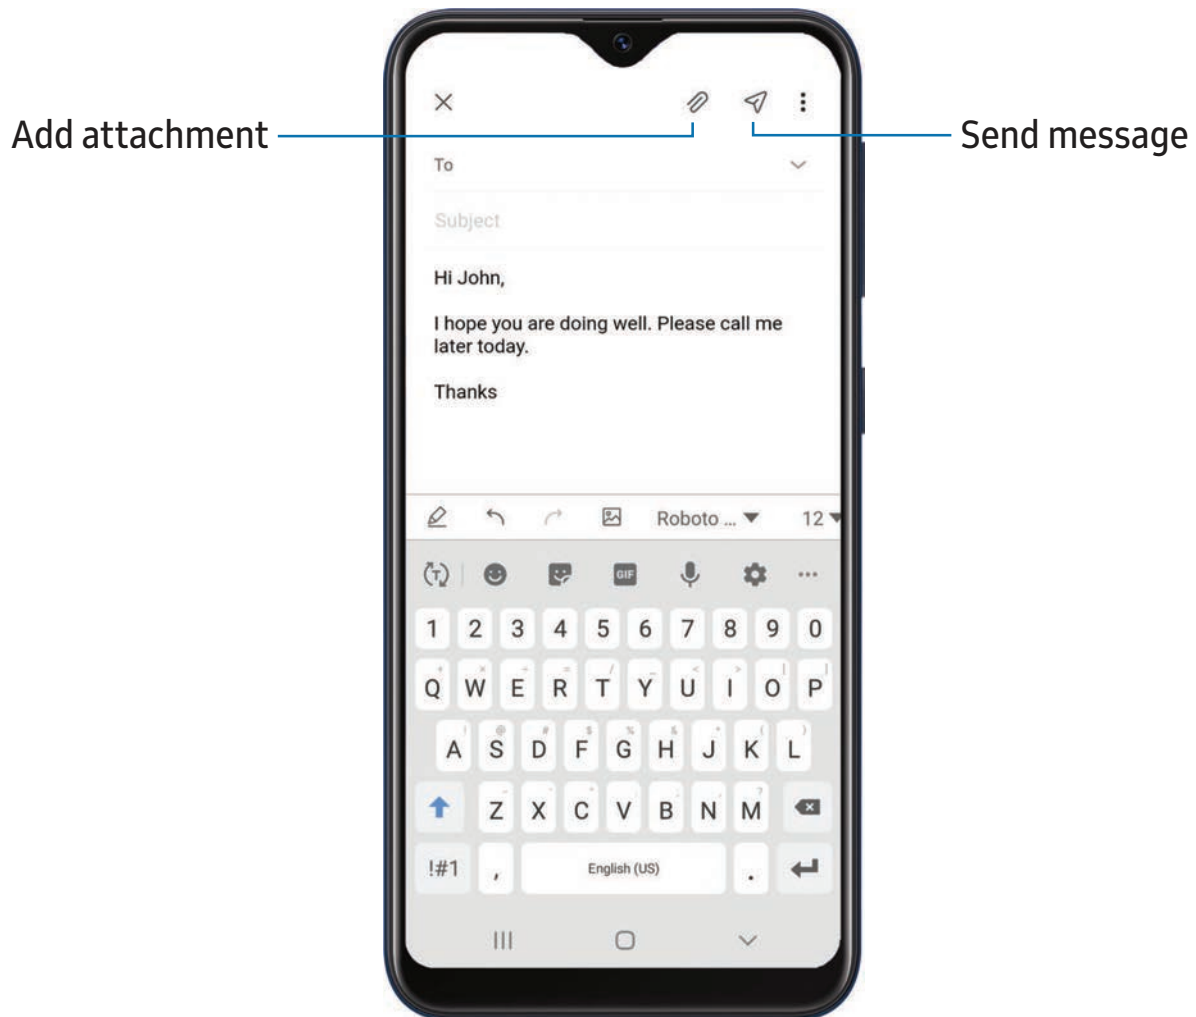 Add attachment
Send message
To
Subject
Hi John,
I hope you are doing well. Please call me
later today.
Thanks
Roboto ... 12
T GIF
1 2 3 4 5 6 7 8 9 0
Q W E R T Y U I O P
A S D F G H J K L
Z X C V B N M
!#1 , English (US) .